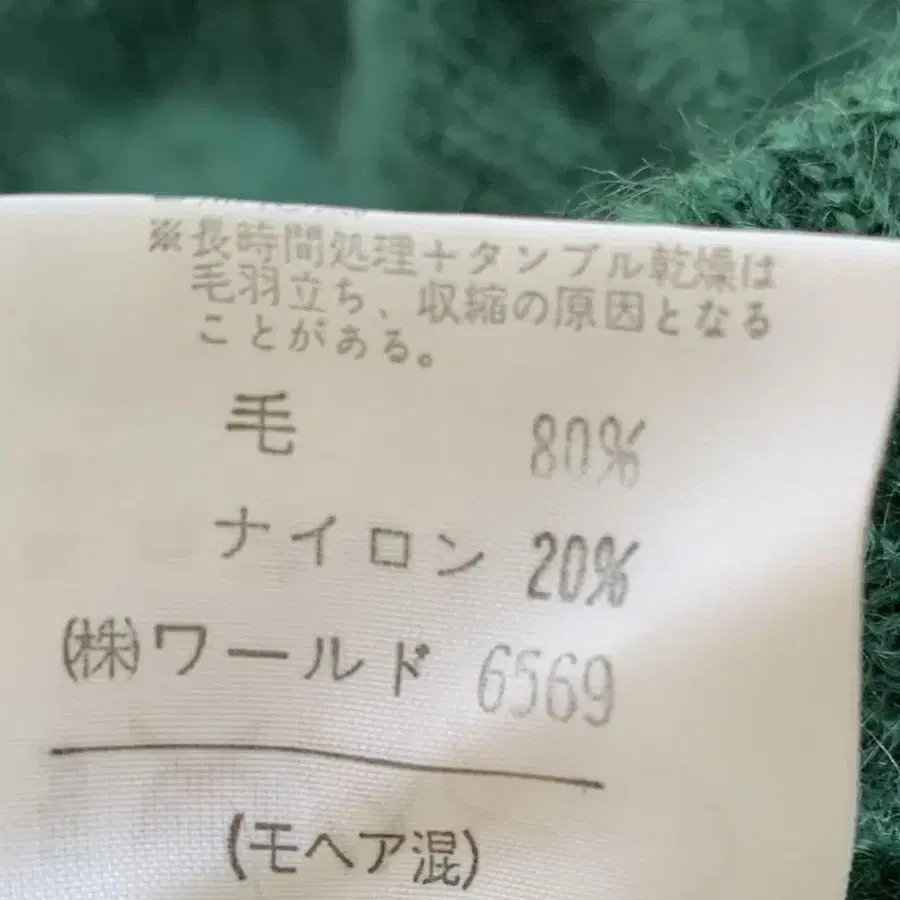 ※長時間処理+タンブル乾燥は
毛羽立ち、収縮の原因となる
ことがある。
毛 80%
ナイロン 20%
㈱ワールド 6569
(モヘア混)